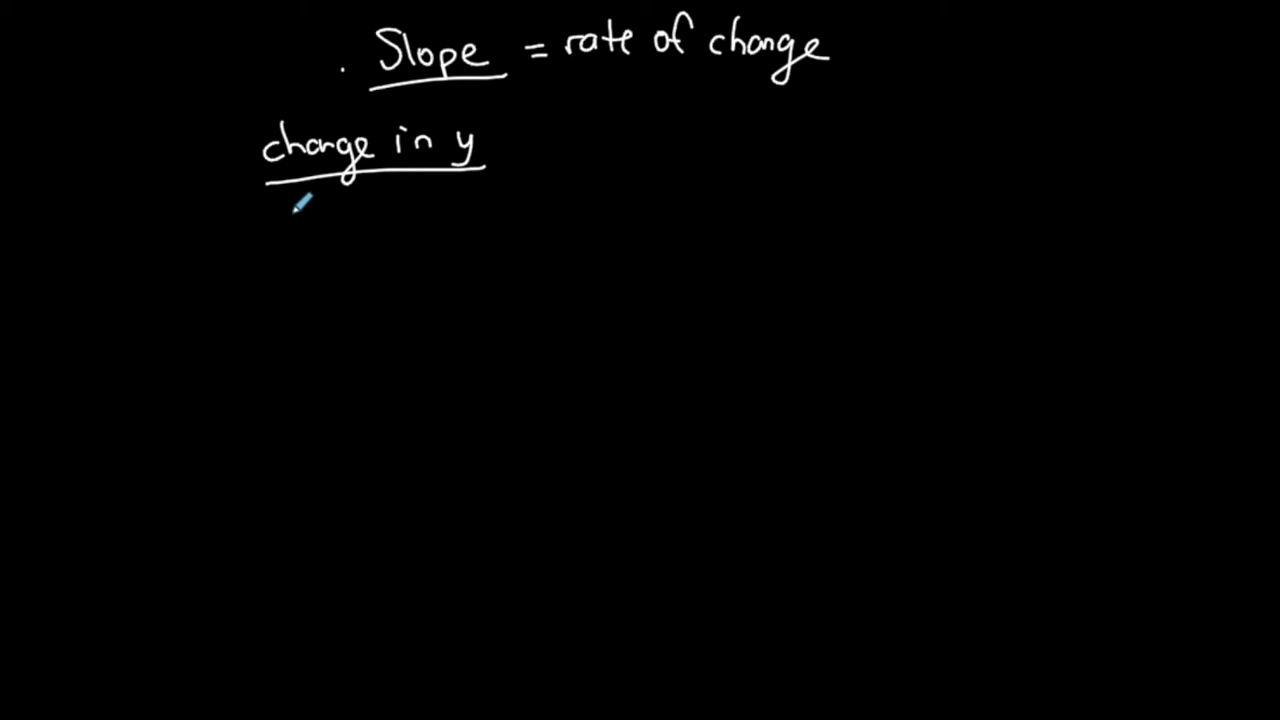 . Slope = rate of change
change in y